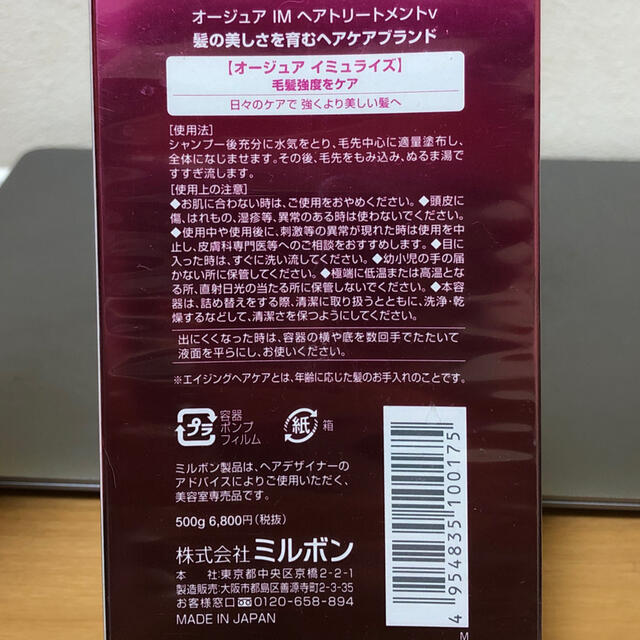 オージュア IM ヘアトリートメントv
髪の美しさを育むヘアケアブランド
【オージュア イミュライズ】
毛髪強度をケア
日々のケアで 強くより美しい髪へ
[使用法]
シャンプー後充分に水気をとり、毛先中心に適量塗布し、
全体になじませます。その後、毛先をもみ込み、ぬるま湯で
すすぎ流します。
[使用上の注意]
◆お肌に合わない時は、ご使用をおやめください。◆頭皮に
傷、はれもの、湿疹等、異常のある時は使わないでください。
◆使用中や使用後に、刺激等の異常が現れた時は使用を中
止し、皮膚科専門医等へのご相談をおすすめします。◆目に
入った時は、すぐに洗い流してください。◆幼小児の手の届
かない所に保管してください。◆極端に低温または高温とな
る所、直射日光の当たる所に保管しないでください。◆本容
器は、詰め替えをする際、清潔に取り扱うとともに、洗浄・乾
燥するなどして、清潔さを保つようにしてください。
出にくくなった時は、容器の横や底を数回手でたたいて
液面を平らにし、お使いください。
※エイジングヘアケアとは、年齢に応じた髪のお手入れのことです。
プラ
容器
ポンプ
フィルム
紙
箱
ミルボン製品は、ヘアデザイナーの
アドバイスによりご使用いただく、
美容室専売品です。
500g 6,800円(税抜)
株式会社 ミルボン
本 社:東京都中央区京橋2-2-1
製造販売:大阪市都島区善源寺町2-3-35
お客様窓口 0120-658-894
MADE IN JAPAN
M
4 954835 100175